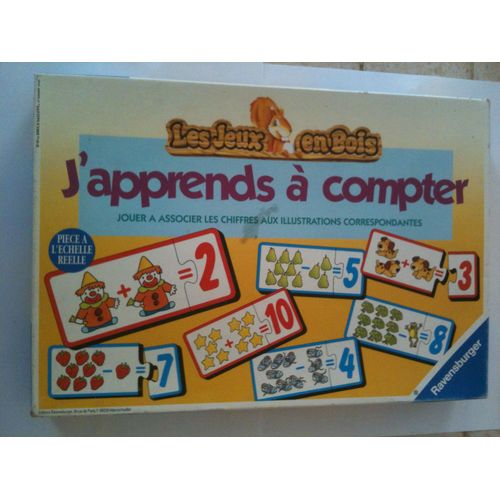 Les Jeux en Bois
J'apprends à compter
JOUER A ASSOCIER LES CHIFFRES AUX ILLUSTRATIONS CORRESPONDANTES
PIECE A
L'ECHELLE
REELLE
+ = 2
- = 5
+ = 3
+ = 10
- = 8
- = 7
- = 4
Ravensburger